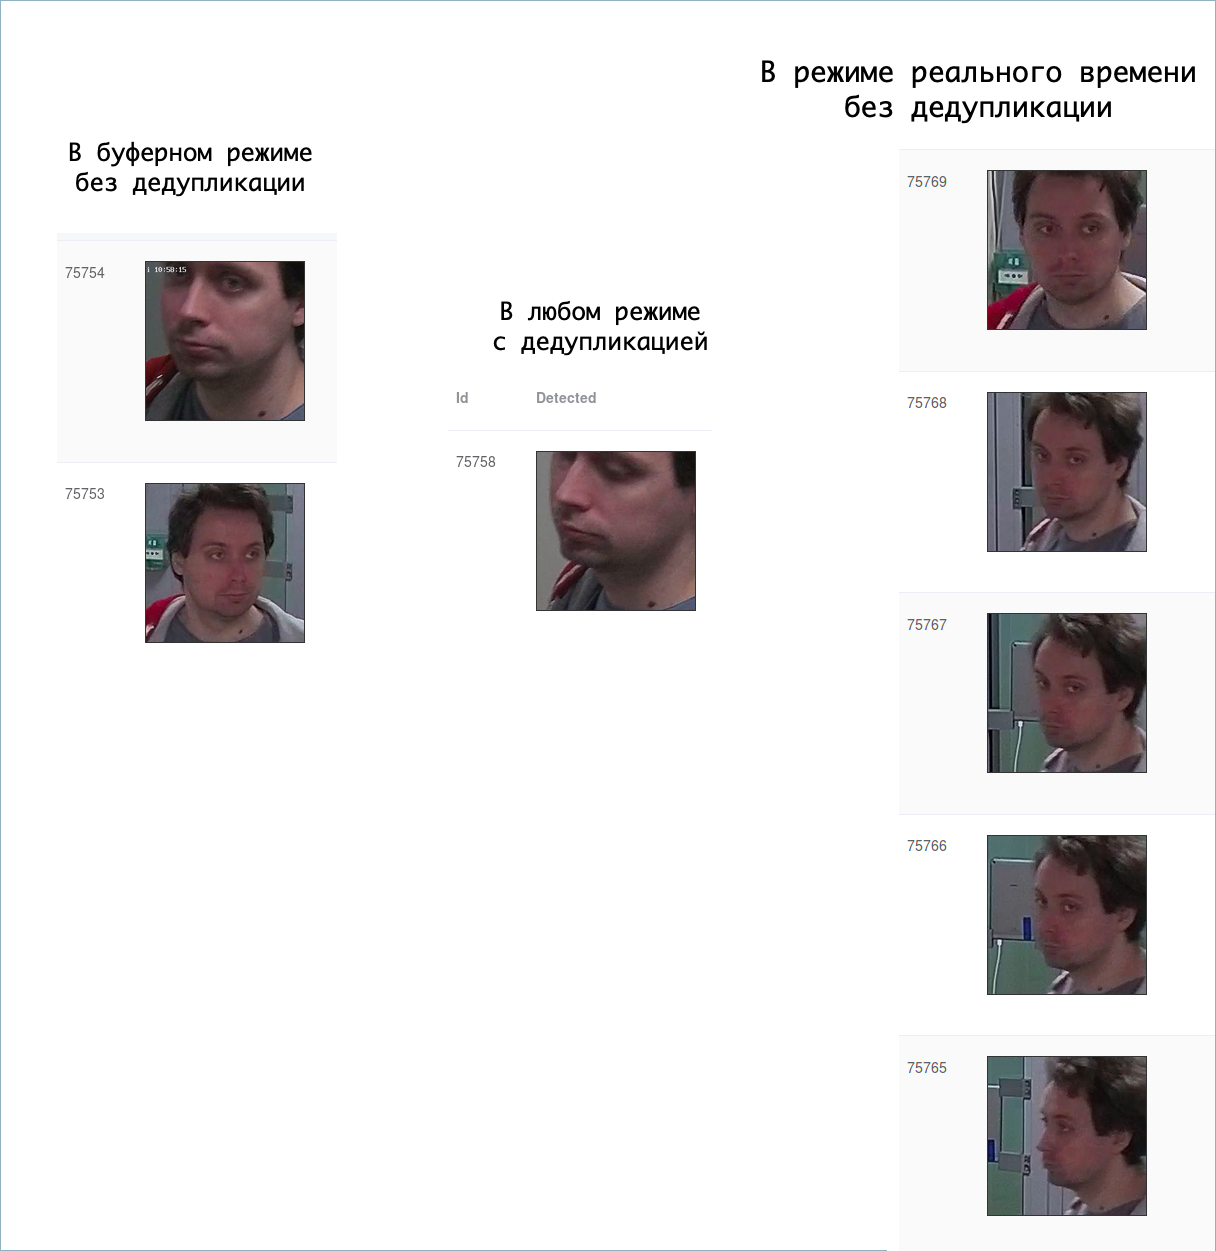 В буферном режиме
без дедупликации
75754
10:58:15
75753
В любом режиме
с дедупликацией
Id Detected
75758
В режиме реального времени
без дедупликации
75769
75768
75767
75766
75765